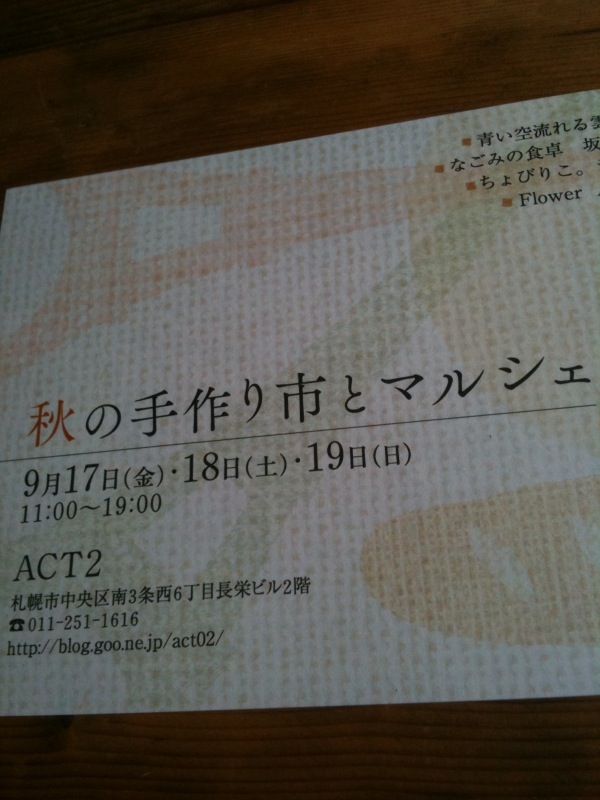 ■ 青い空流れる雲
■ なごみの食卓 坂
■ ちょびりこ。
■ Flower
秋の手作り市とマルシェ
9月17日(金)・18日(土)・19日(日)
11:00～19:00
ACT2
札幌市中央区南3条西6丁目長栄ビル2階
☎011-251-1616
http://blog.goo.ne.jp/act02/